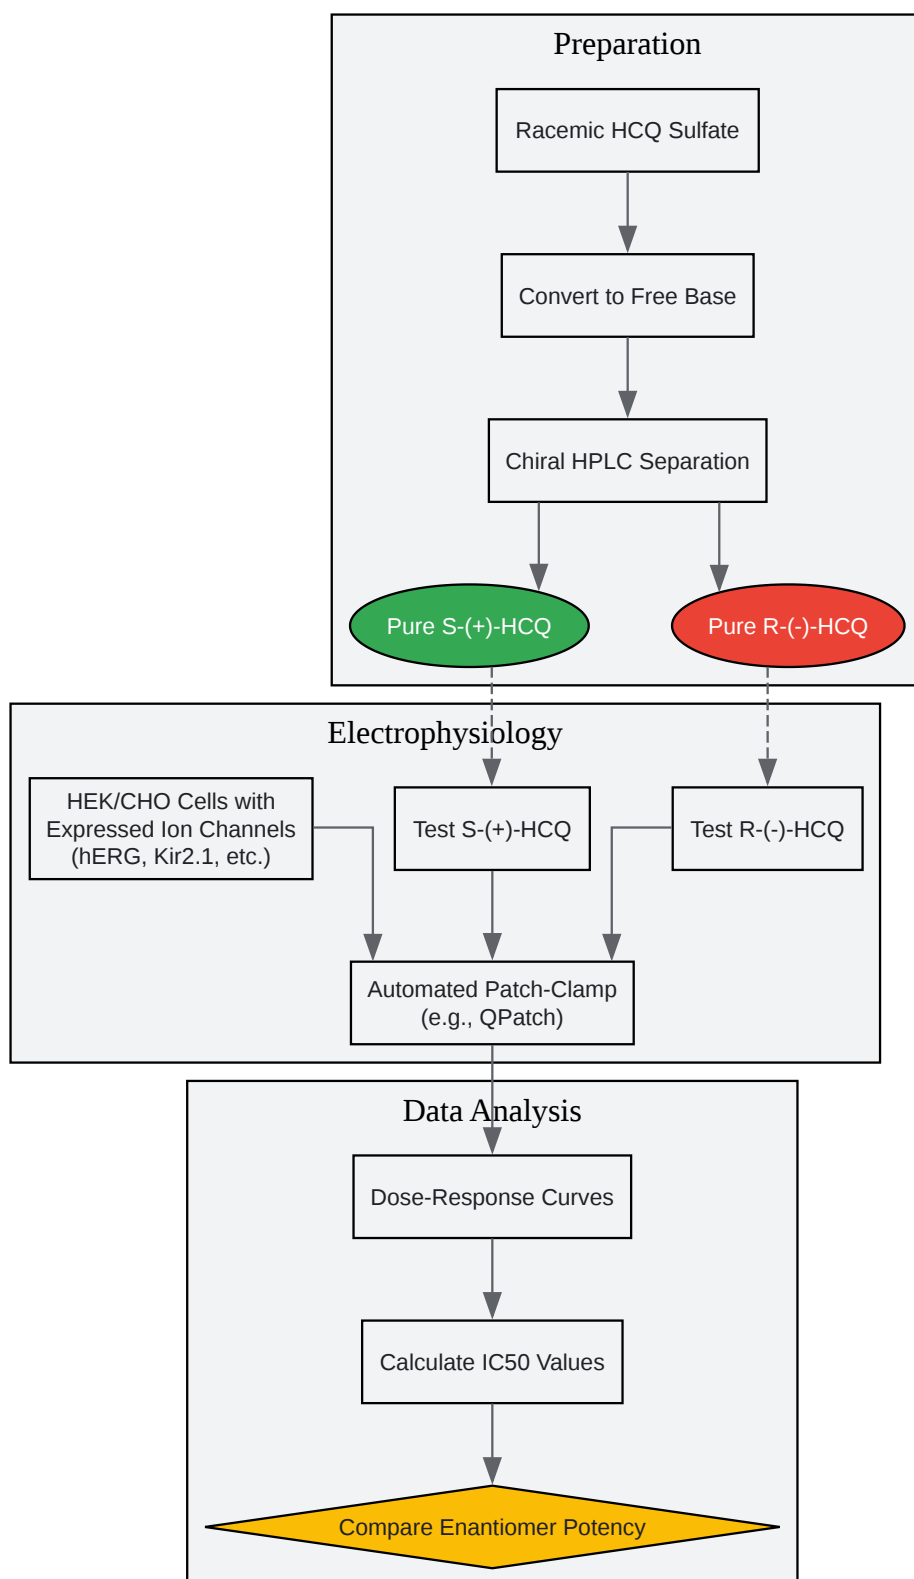 Preparation
Racemic HCQ Sulfate
Convert to Free Base
Chiral HPLC Separation
Pure S-(+)-HCQ
Pure R-(-)-HCQ
Electrophysiology
HEK/CHO Cells with
Expressed Ion Channels
(hERG, Kir2.1, etc.)
Test S-(+)-HCQ
Test R-(-)-HCQ
Automated Patch-Clamp
(e.g., QPatch)
Data Analysis
Dose-Response Curves
Calculate IC50 Values
Compare Enantiomer Potency